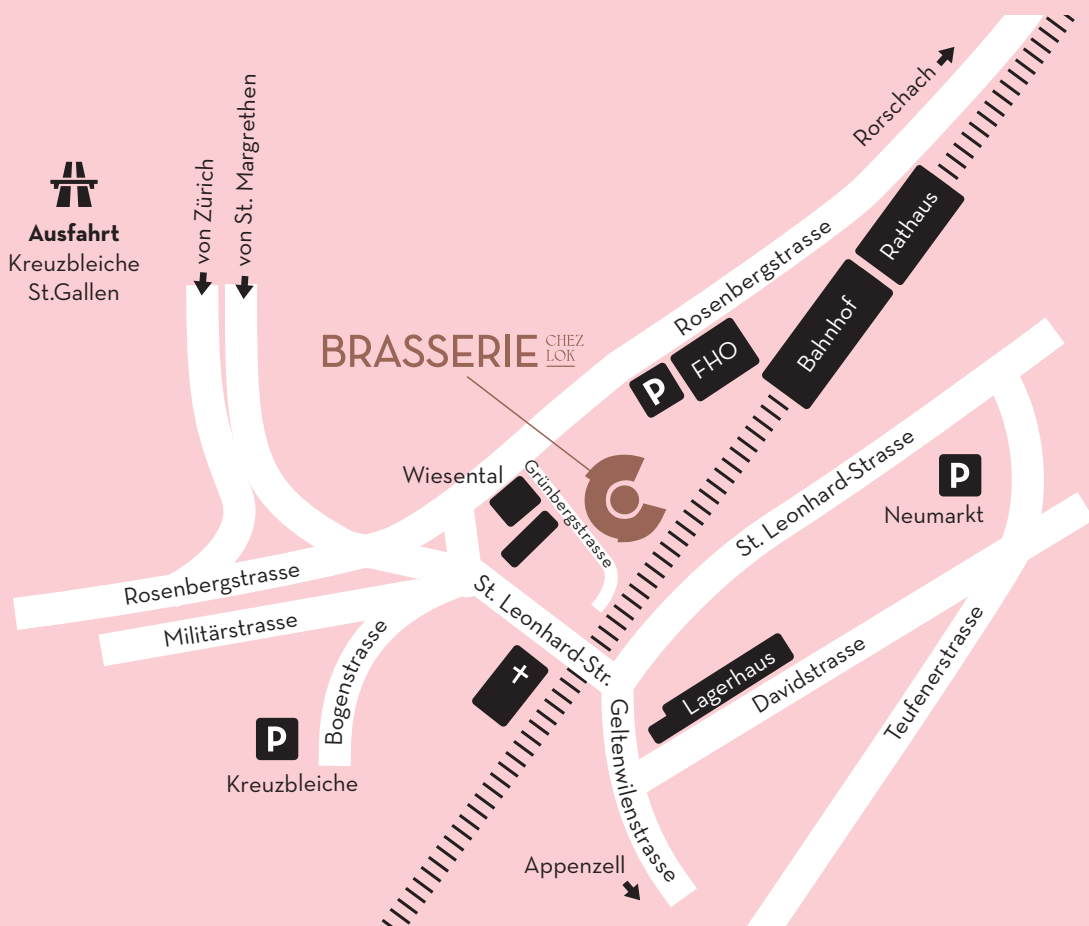 Rorschach
von Zürich
von St. Margrethen
Ausfahrt
Kreuzbleiche
St.Gallen
Rathaus
Rosenbergstrasse
Bahnhof
BRASSERIE
CHEZ
LOK
FHO
P
Wiesental
Grünbergstrasse
St. Leonhard-Strasse
P
Neumarkt
Rosenbergstrasse
Militärstrasse
St. Leonhard-Str.
Bogenstrasse
Lagerhaus
Davidstrasse
Teufenerstrasse
P
Kreuzbleiche
Geltenwilenstrasse
Appenzell